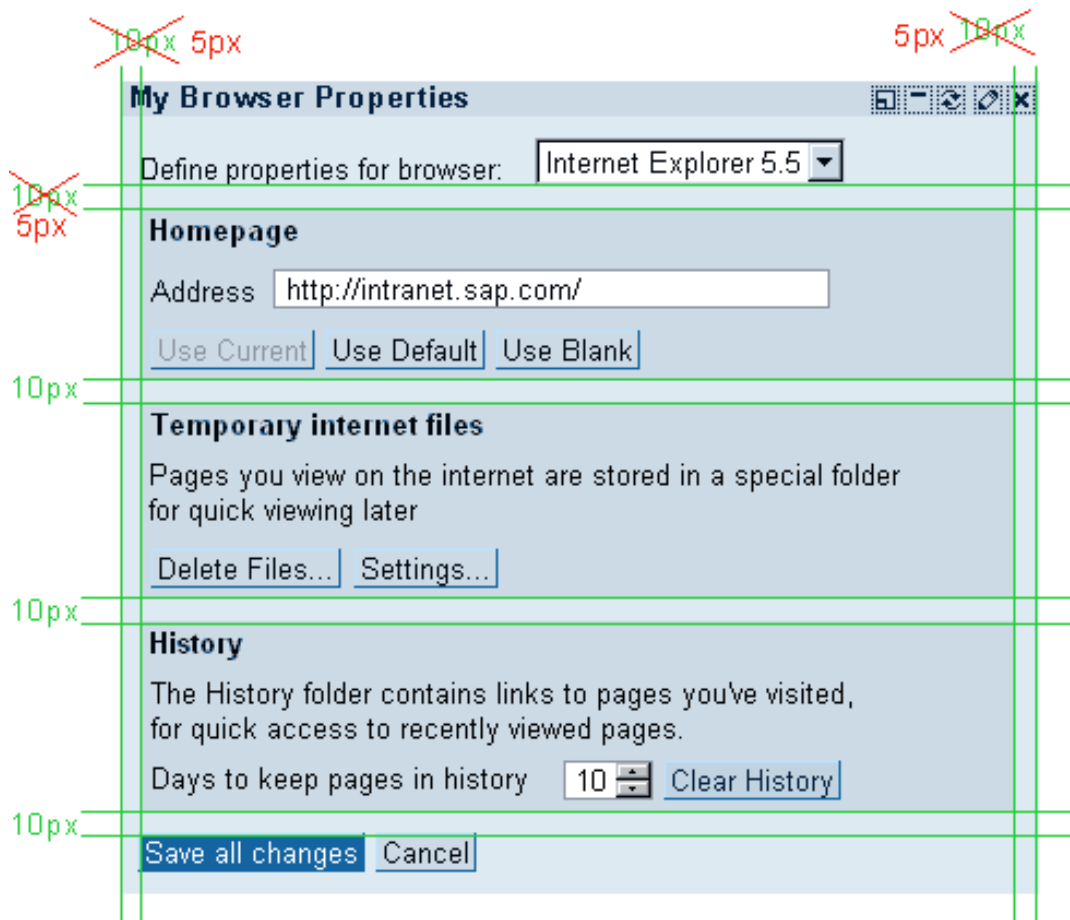 10px 5px
5px 10px
My Browser Properties
Define properties for browser: Internet Explorer 5.5
10px
5px
Homepage
Address http://intranet.sap.com/
Use Current Use Default Use Blank
10px
Temporary internet files
Pages you view on the internet are stored in a special folder
for quick viewing later
Delete Files... Settings...
10px
History
The History folder contains links to pages you've visited,
for quick access to recently viewed pages.
Days to keep pages in history 10 Clear History
10px
Save all changes Cancel